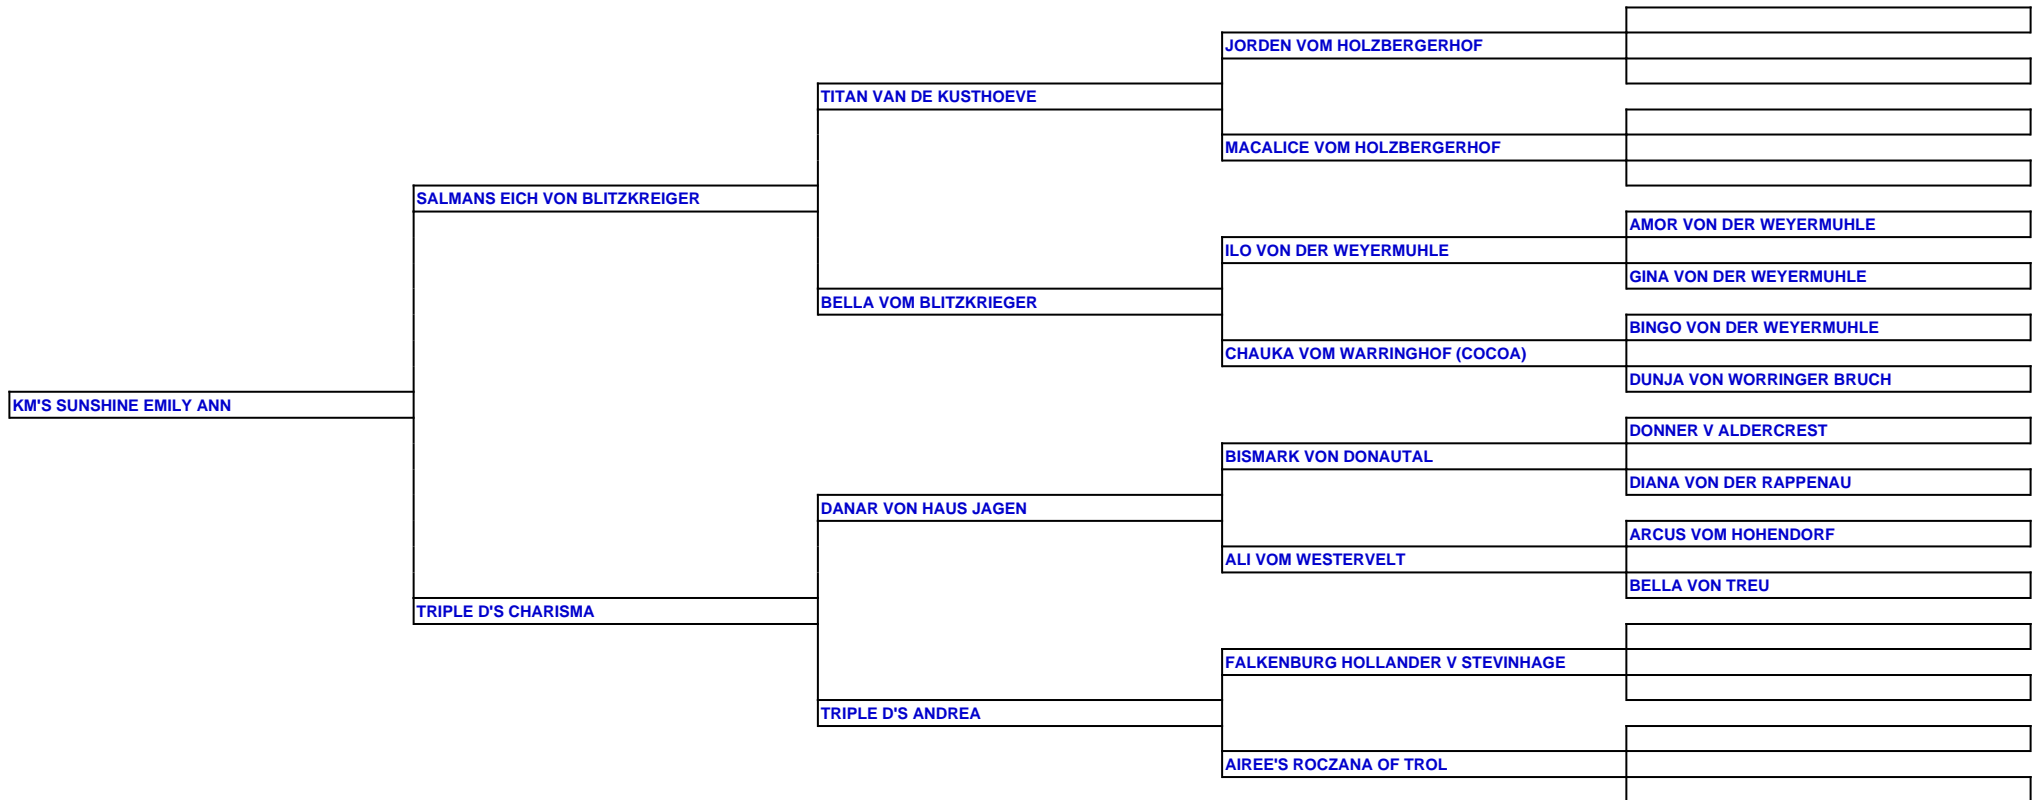 JORDEN VOM HOLZBERGERHOF
TITAN VAN DE KUSTHOEVE
MACALICE VOM HOLZBERGERHOF
SALMANS EICH VON BLITZKREIGER
AMOR VON DER WEYERMUHLE
ILO VON DER WEYERMUHLE
GINA VON DER WEYERMUHLE
BELLA VOM BLITZKRIEGER
BINGO VON DER WEYERMUHLE
CHAUKA VOM WARRINGHOF (COCOA)
DUNJA VON WORRINGER BRUCH
KM'S SUNSHINE EMILY ANN
DONNER V ALDERCREST
BISMARK VON DONAUTAL
DIANA VON DER RAPPENAU
DANAR VON HAUS JAGEN
ARCUS VOM HOHENDORF
ALI VOM WESTERVELT
BELLA VON TREU
TRIPLE D'S CHARISMA
FALKENBURG HOLLANDER V STEVINHAGE
TRIPLE D'S ANDREA
AIREE'S ROCZANA OF TROL